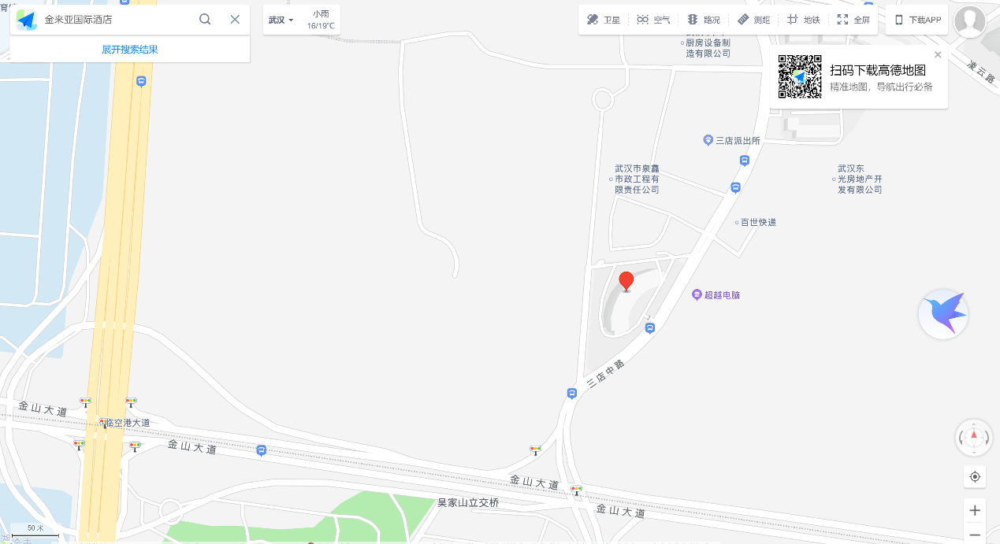 金来亚国际酒店
展开搜索结果
武汉
小雨
16/19℃
卫星
空气
路况
测距
地铁
全屏
下载APP
厨房设备制
造有限公司
扫码下载高德地图
精准地图，导航出行必备
凌云路
三店派出所
武汉市泉鑫
市政工程有
限责任公司
武汉东
光房地产开
发有限公司
百世快递
超越电脑
三店中路
金山大道
临空港大道
金山大道
金山大道
吴家山立交桥
金山大道
50 米